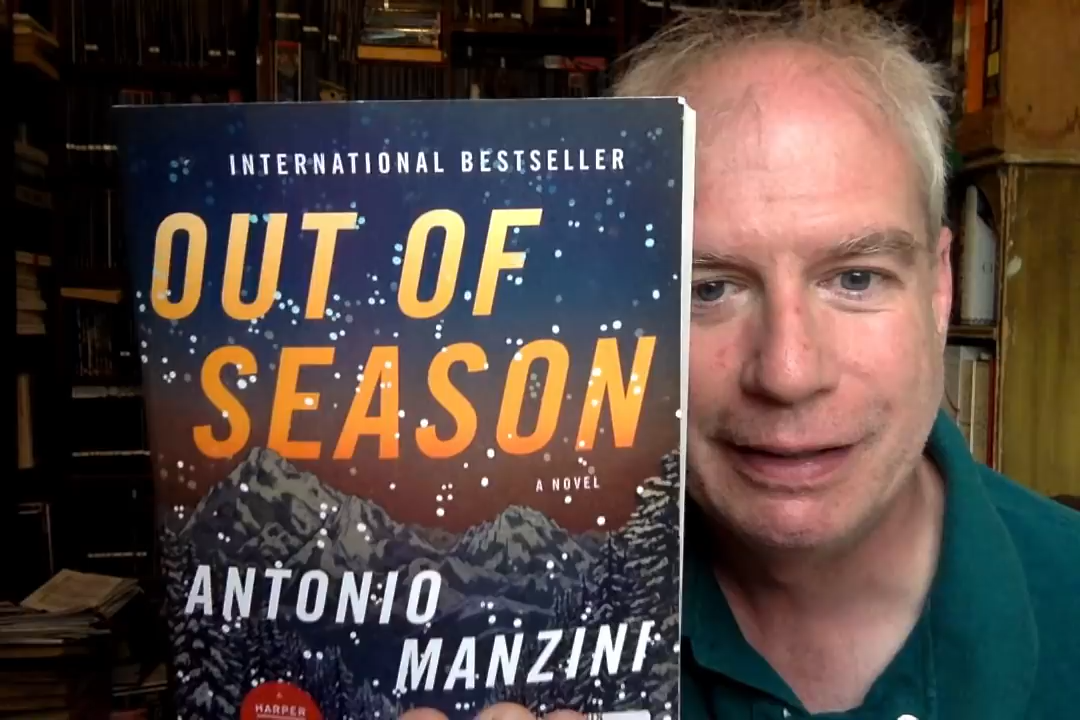 INTERNATIONAL BESTSELLER
OUT OF
SEASON
A NOVEL
ANTONIO
MANZINI
A
HARPER